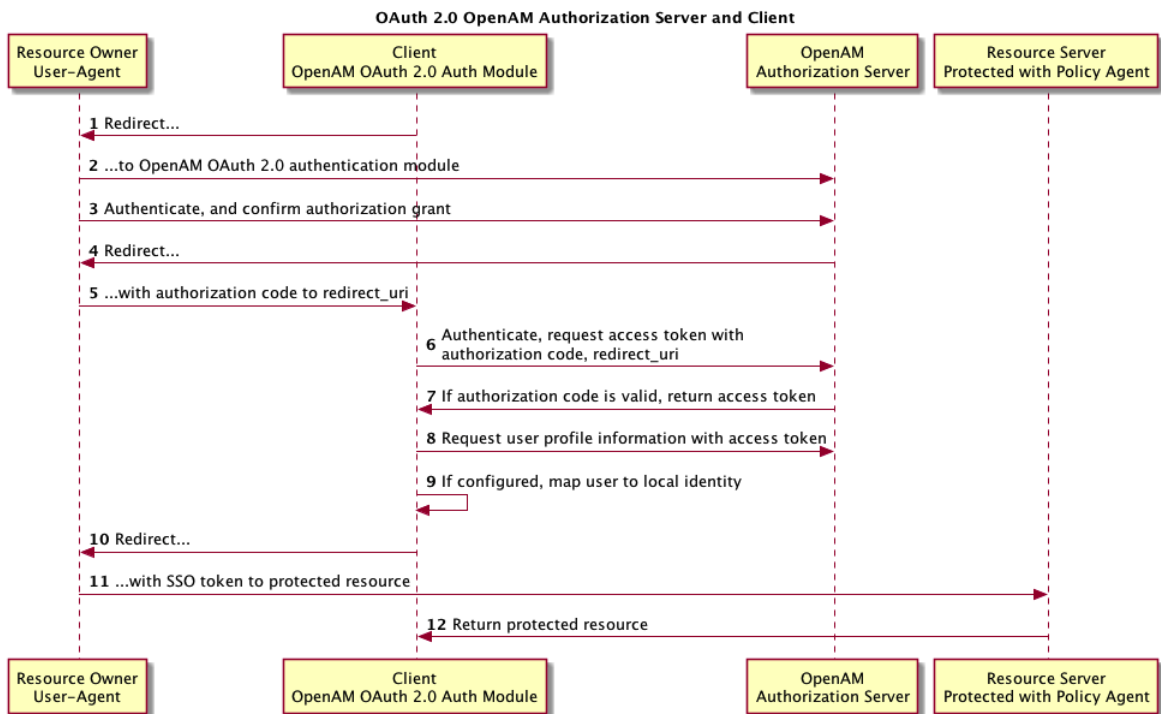 OAuth 2.0 OpenAM Authorization Server and Client
Resource Owner
User-Agent
Client
OpenAM OAuth 2.0 Auth Module
OpenAM
Authorization Server
Resource Server
Protected with Policy Agent
1 Redirect...
2 ...to OpenAM OAuth 2.0 authentication module
3 Authenticate, and confirm authorization grant
4 Redirect...
5 ...with authorization code to redirect_uri
6 Authenticate, request access token with
authorization code, redirect_uri
7 If authorization code is valid, return access token
8 Request user profile information with access token
9 If configured, map user to local identity
10 Redirect...
11 ...with SSO token to protected resource
12 Return protected resource
Resource Owner
User-Agent
Client
OpenAM OAuth 2.0 Auth Module
OpenAM
Authorization Server
Resource Server
Protected with Policy Agent